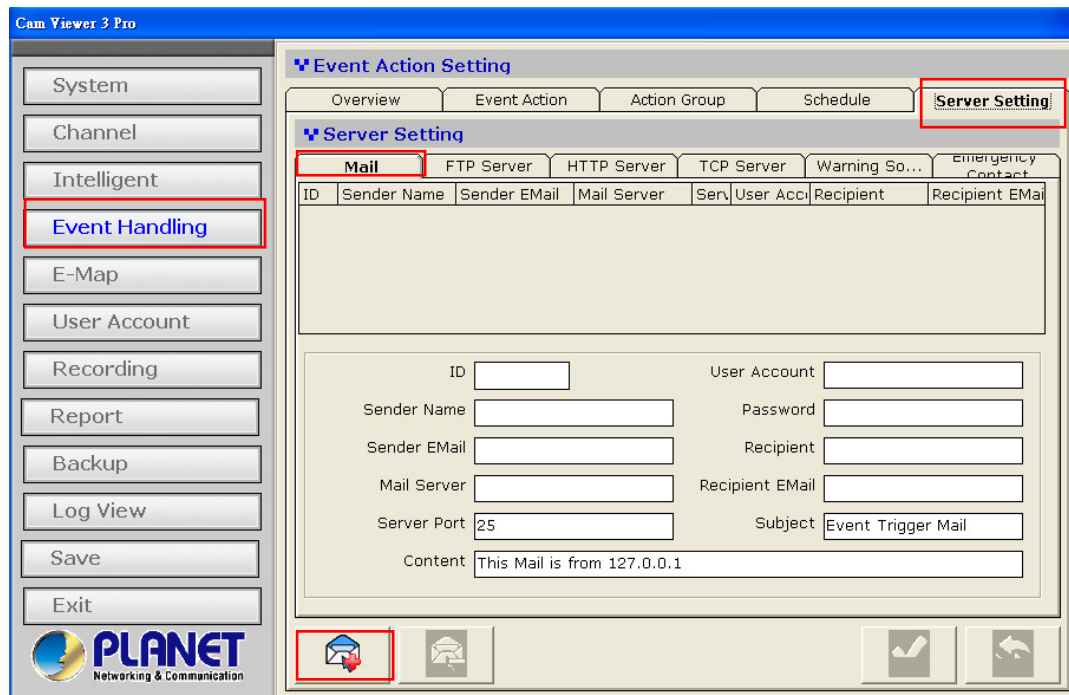 Cam Viewer 3 Pro
System
Channel
Intelligent
Event Handling
E-Map
User Account
Recording
Report
Backup
Log View
Save
Exit
PLANET
Networking & Communication
Event Action Setting
Overview Event Action Action Group Schedule Server Setting
Server Setting
Mail FTP Server HTTP Server TCP Server Warning So... Emergency Contact
ID Sender Name Sender EMail Mail Server Serv User Acc Recipient Recipient EMai
ID User Account
Sender Name Password
Sender EMail Recipient
Mail Server Recipient EMail
Server Port 25 Subject Event Trigger Mail
Content This Mail is from 127.0.0.1